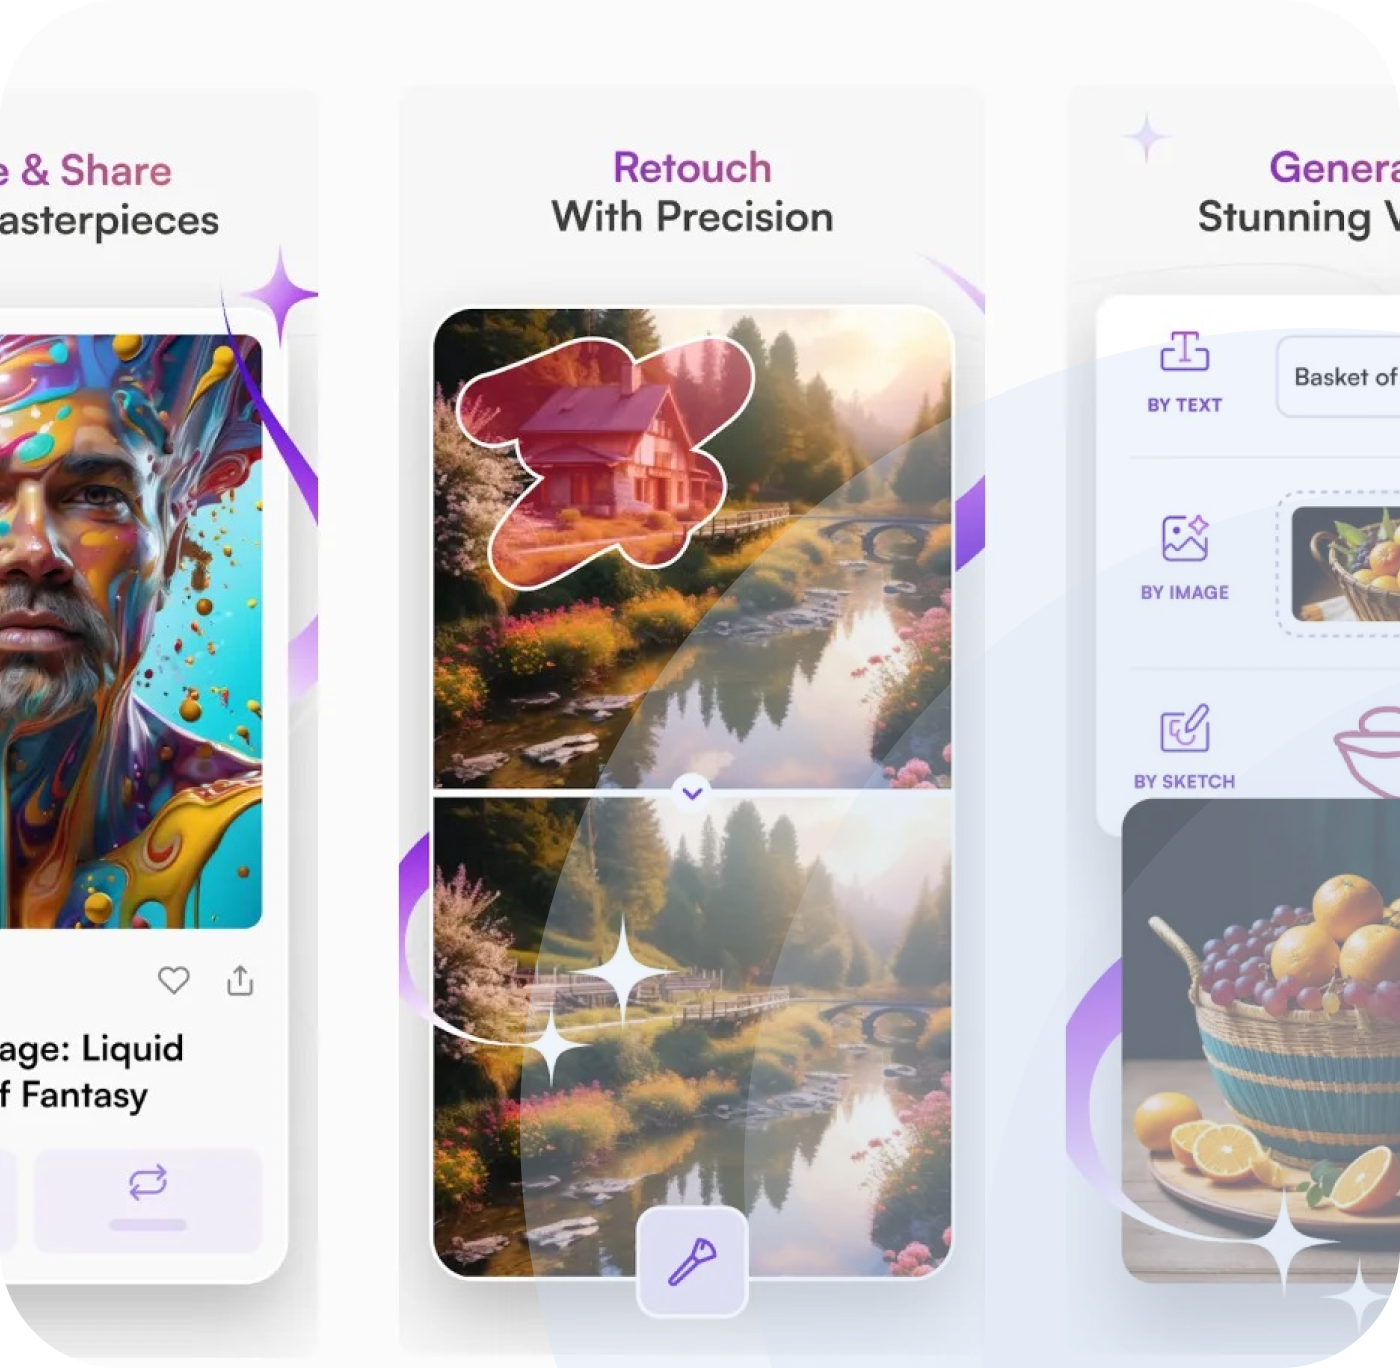 & Share
asterpieces
age: Liquid
f Fantasy
Retouch
With Precision
Genera
Stunning V
BY TEXT
Basket of
BY IMAGE
BY SKETCH